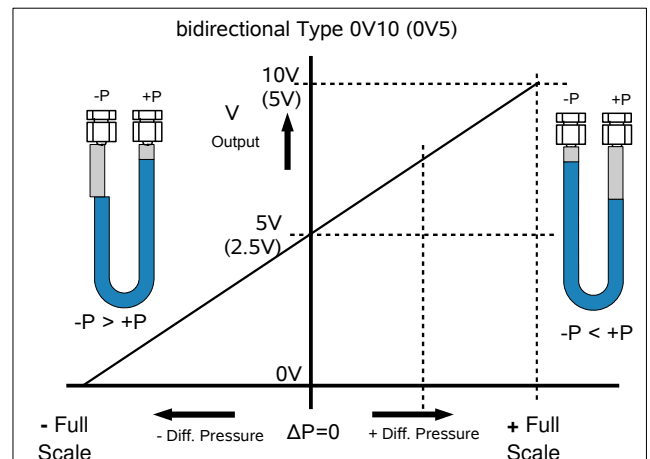 bidirectional Type 0V10 (0V5)
10V
(5V)
-P +P
V
Output
-P +P
5V
(2.5V)
-P > +P
-P < +P
0V
- Full
Scale
- Diff. Pressure
ΔP=0
+ Diff. Pressure
+ Full
Scale